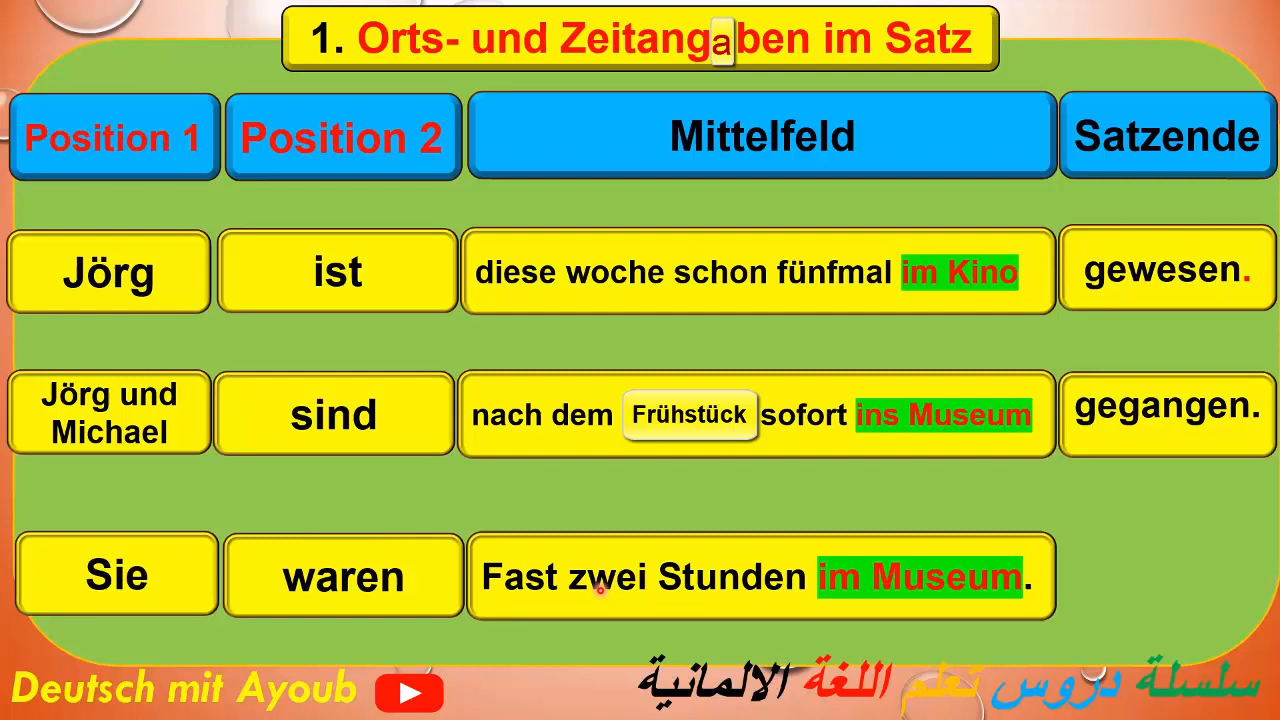 1. Orts- und Zeitangaben im Satz
Position 1 Position 2 Mittelfeld Satzende
Jörg ist diese woche schon fünfmal im Kino gewesen.
Jörg und
Michael
sind nach dem Frühstück sofort ins Museum gegangen.
Sie waren Fast zwei Stunden im Museum.
Deutsch mit Ayoub
سلسلة دروس تعلم اللغة الالمانية